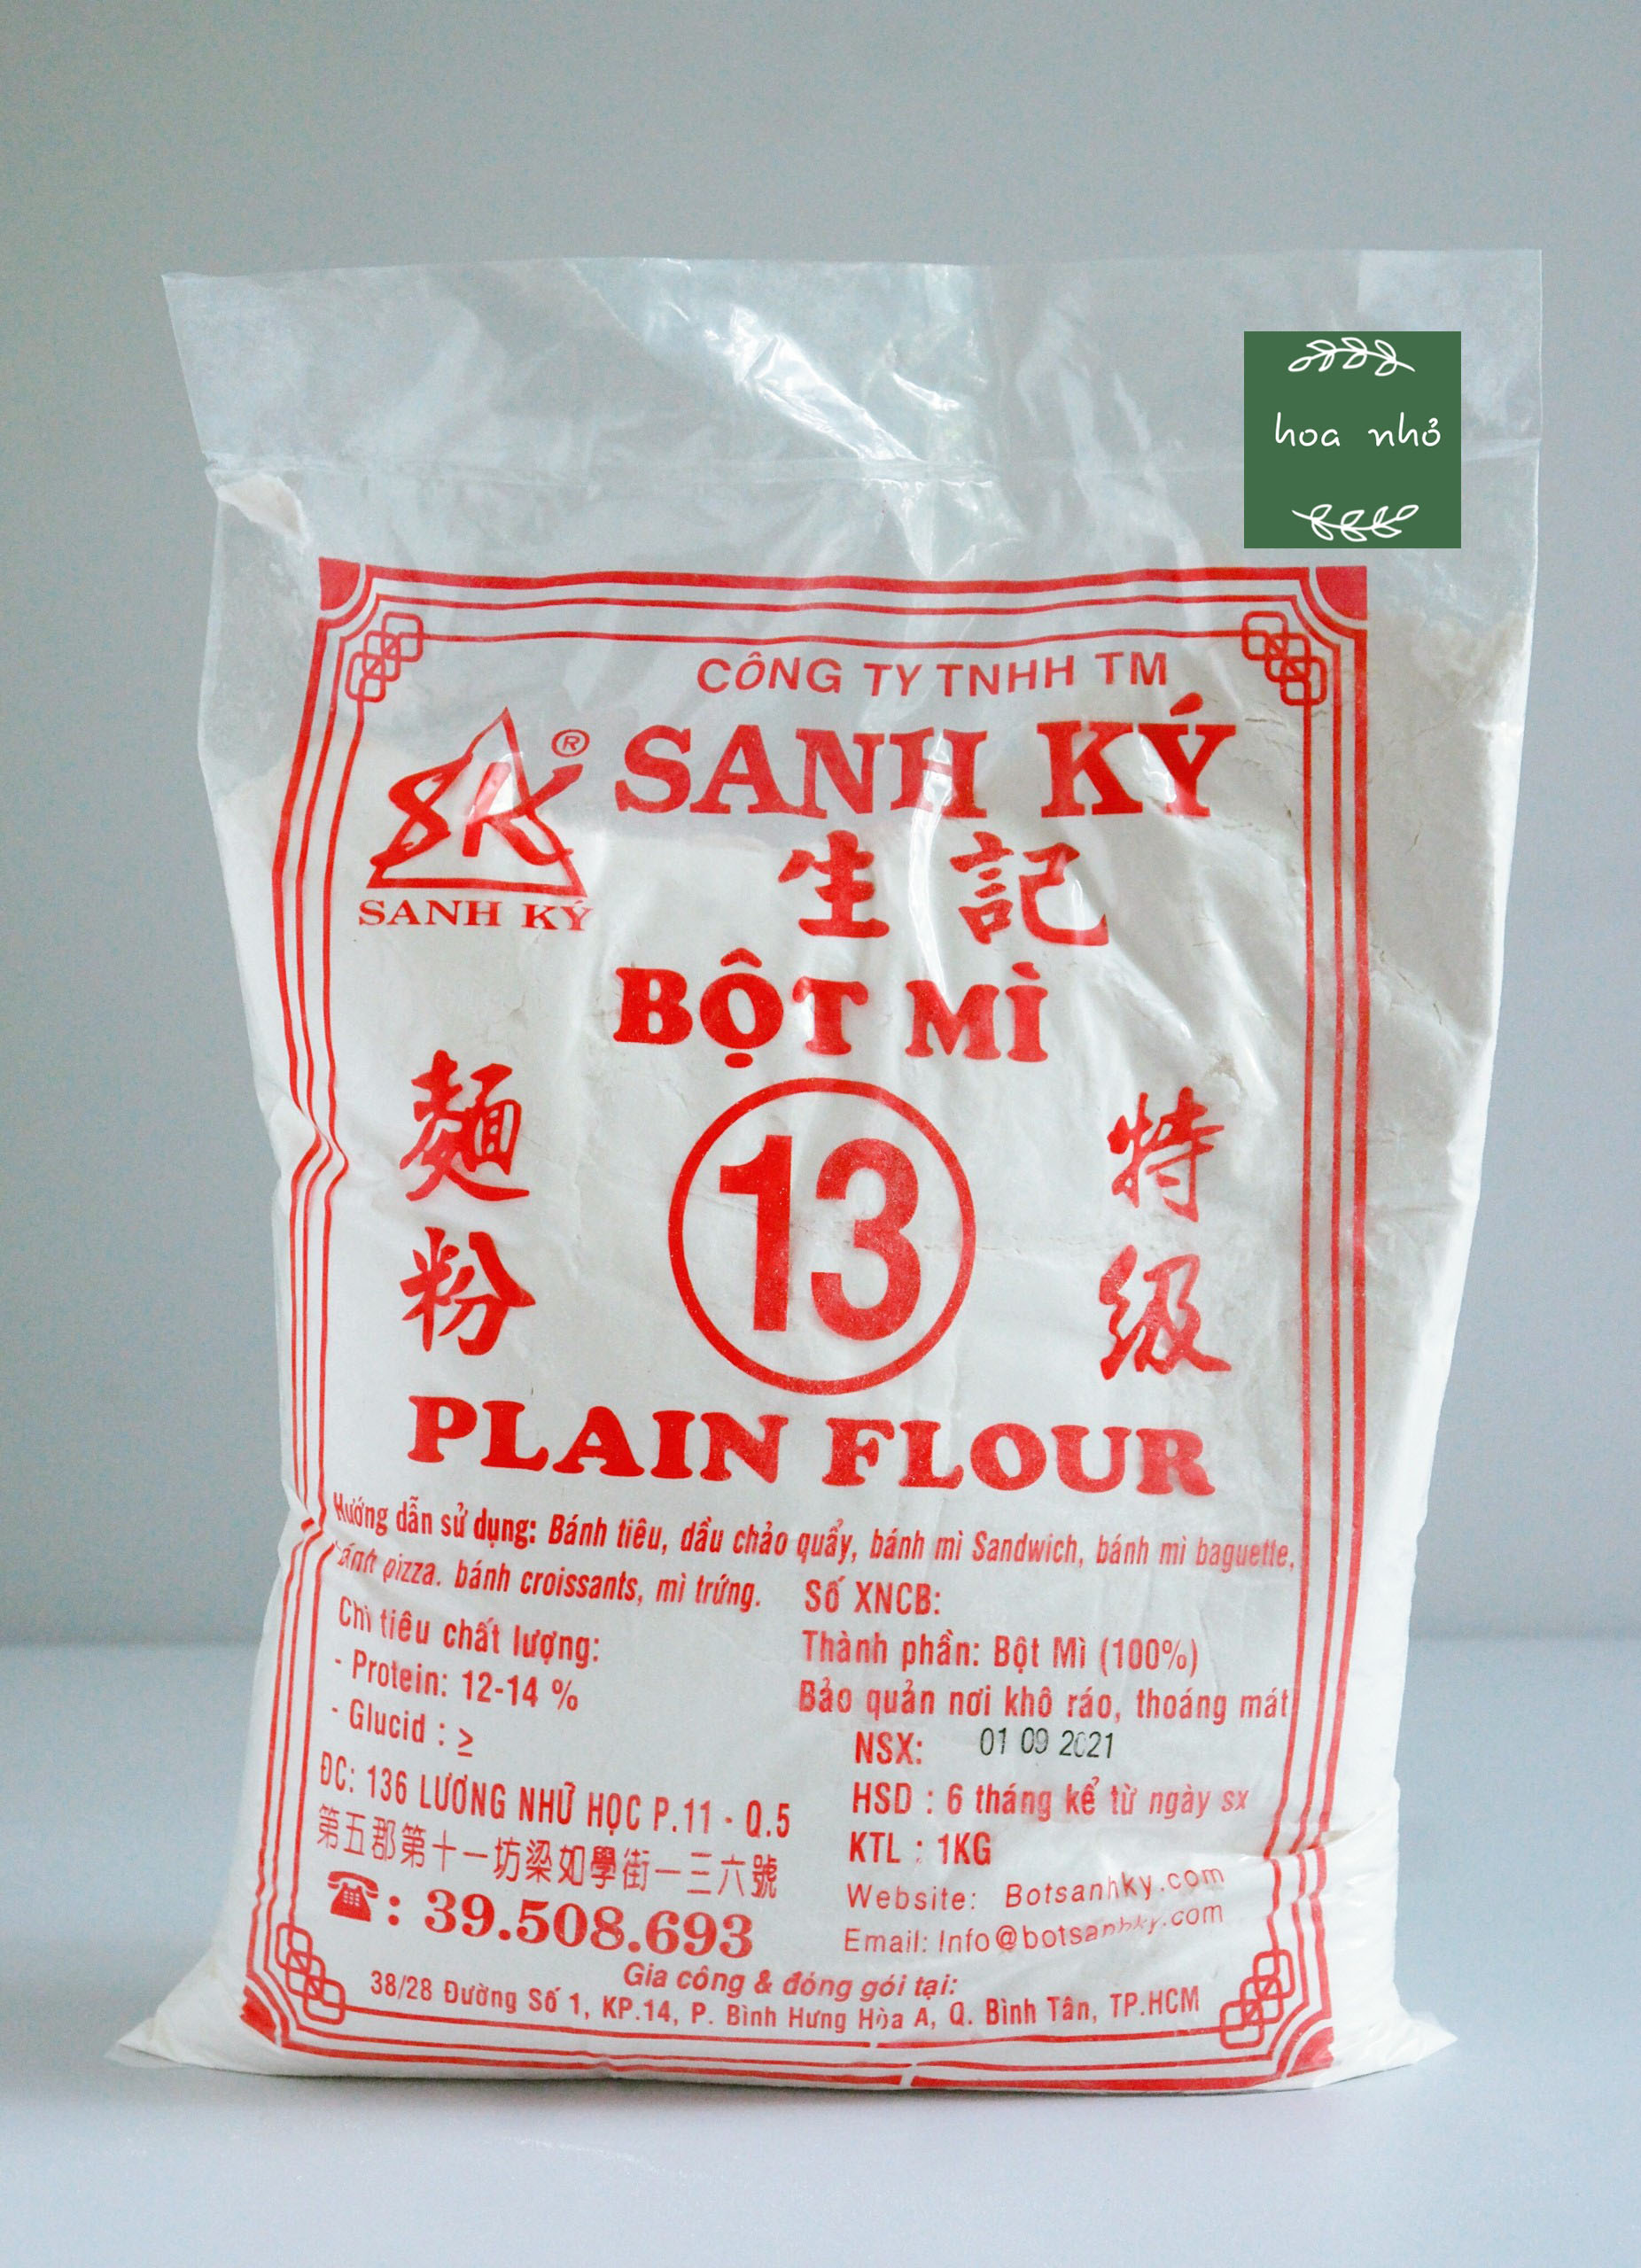 hoa nhỏ
CÔNG TY TNHH TM
SK ®
SANH KÝ
SANH KÝ
生記
BỘT MÌ
麵粉
13
特級
PLAIN FLOUR
Hướng dẫn sử dụng: Bánh tiêu, dầu chảo quẩy, bánh mì Sandwich, bánh mì baguette,
bánh pizza. bánh croissants, mì trứng.
Chỉ tiêu chất lượng:
- Protein: 12-14 %
- Glucid : ≥
Số XNCB:
Thành phần: Bột Mì (100%)
Bảo quản nơi khô ráo, thoáng mát
NSX: 01 09 2021
HSD : 6 tháng kể từ ngày sx
KTL : 1KG
Website: Botsanhky.com
Email: Info@botsanhky.com
ĐC: 136 LƯƠNG NHỮ HỌC P.11 - Q.5
第五郡第十一坊梁如學街一三六號
☎: 39.508.693
Gia công & đóng gói tại:
38/28 Đường Số 1, KP.14, P. Bình Hưng Hòa A, Q. Bình Tân, TP.HCM